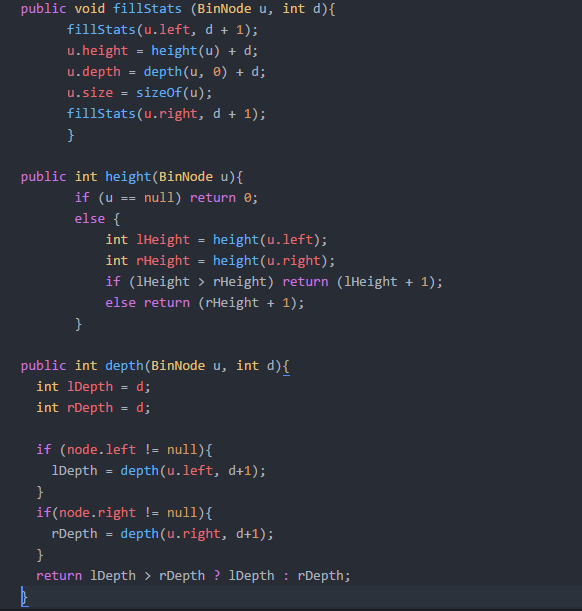 public void fillStats (BinNode u, int d){
fillStats(u.left, d + 1);
u.height = height(u) + d;
u.depth = depth(u, 0) + d;
u.size = sizeOf(u);
fillStats(u.right, d + 1);
}
public int height(BinNode u){
if (u == null) return 0;
else {
int lHeight = height(u.left);
int rHeight = height(u.right);
if (lHeight > rHeight) return (lHeight + 1);
else return (rHeight + 1);
}
public int depth(BinNode u, int d){
int lDepth = d;
int rDepth = d;
if (node.left != null){
lDepth = depth(u.left, d+1);
}
if(node.right != null){
rDepth = depth(u.right, d+1);
}
return lDepth > rDepth ? lDepth : rDepth;
}